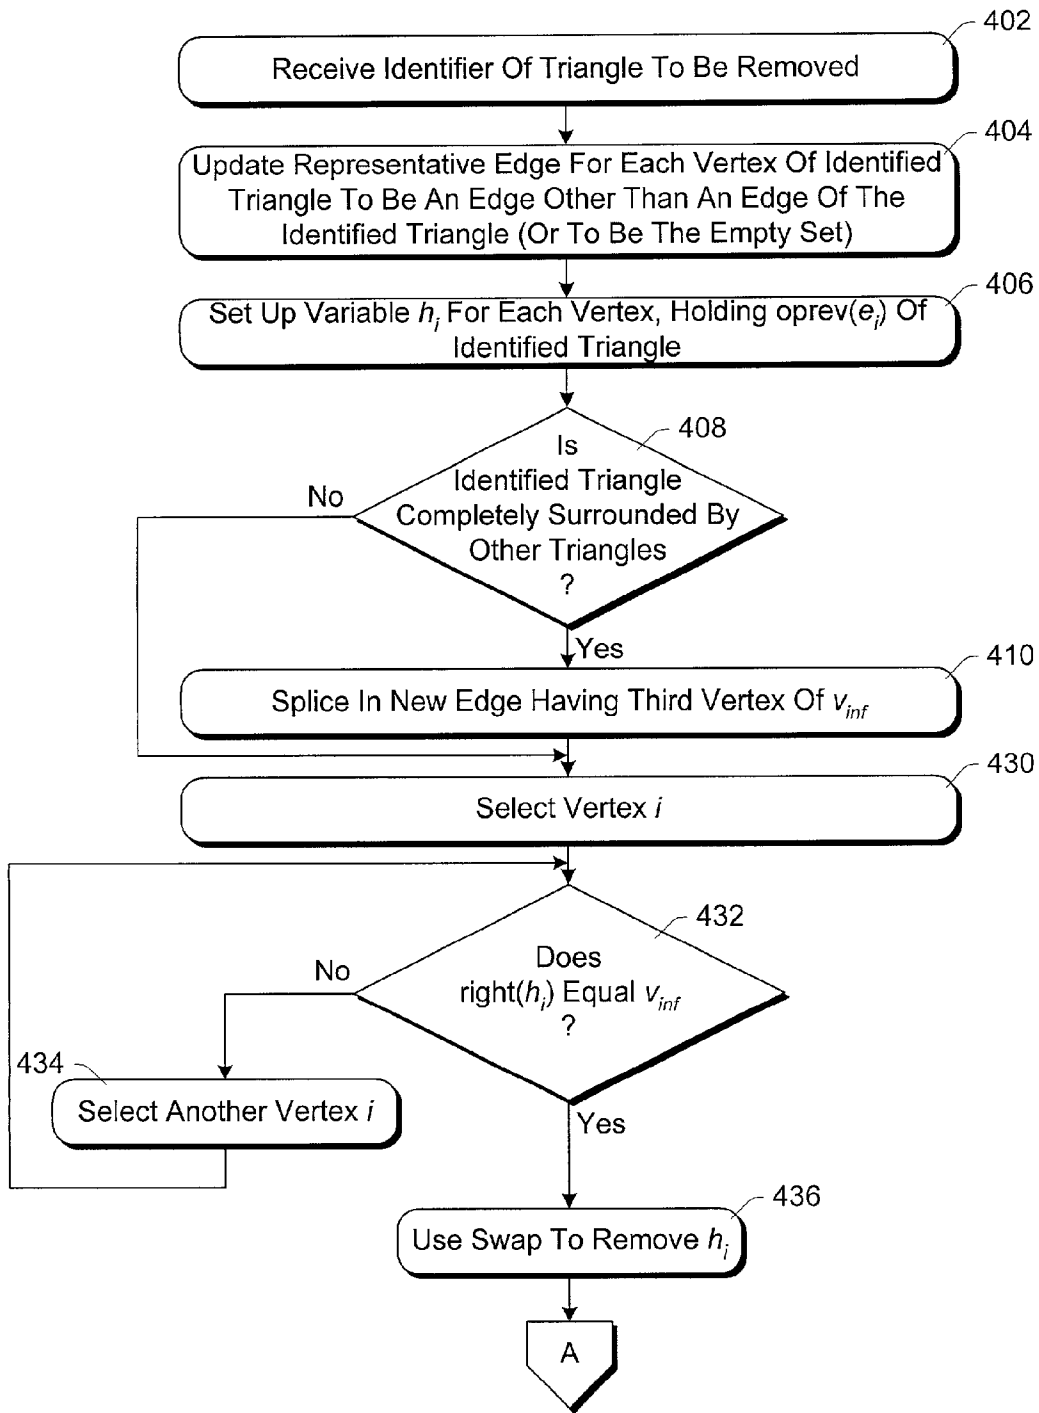 402
Receive Identifier Of Triangle To Be Removed
404
Update Representative Edge For Each Vertex Of Identified
Triangle To Be An Edge Other Than An Edge Of The
Identified Triangle (Or To Be The Empty Set)
406
Set Up Variable hi For Each Vertex, Holding oprev(ei) Of
Identified Triangle
408
Is
Identified Triangle
Completely Surrounded By
Other Triangles
?
No
Yes
410
Splice In New Edge Having Third Vertex Of vinf
430
Select Vertex i
432
Does
right(hi) Equal vinf
?
No
434
Select Another Vertex i
Yes
436
Use Swap To Remove hi
A